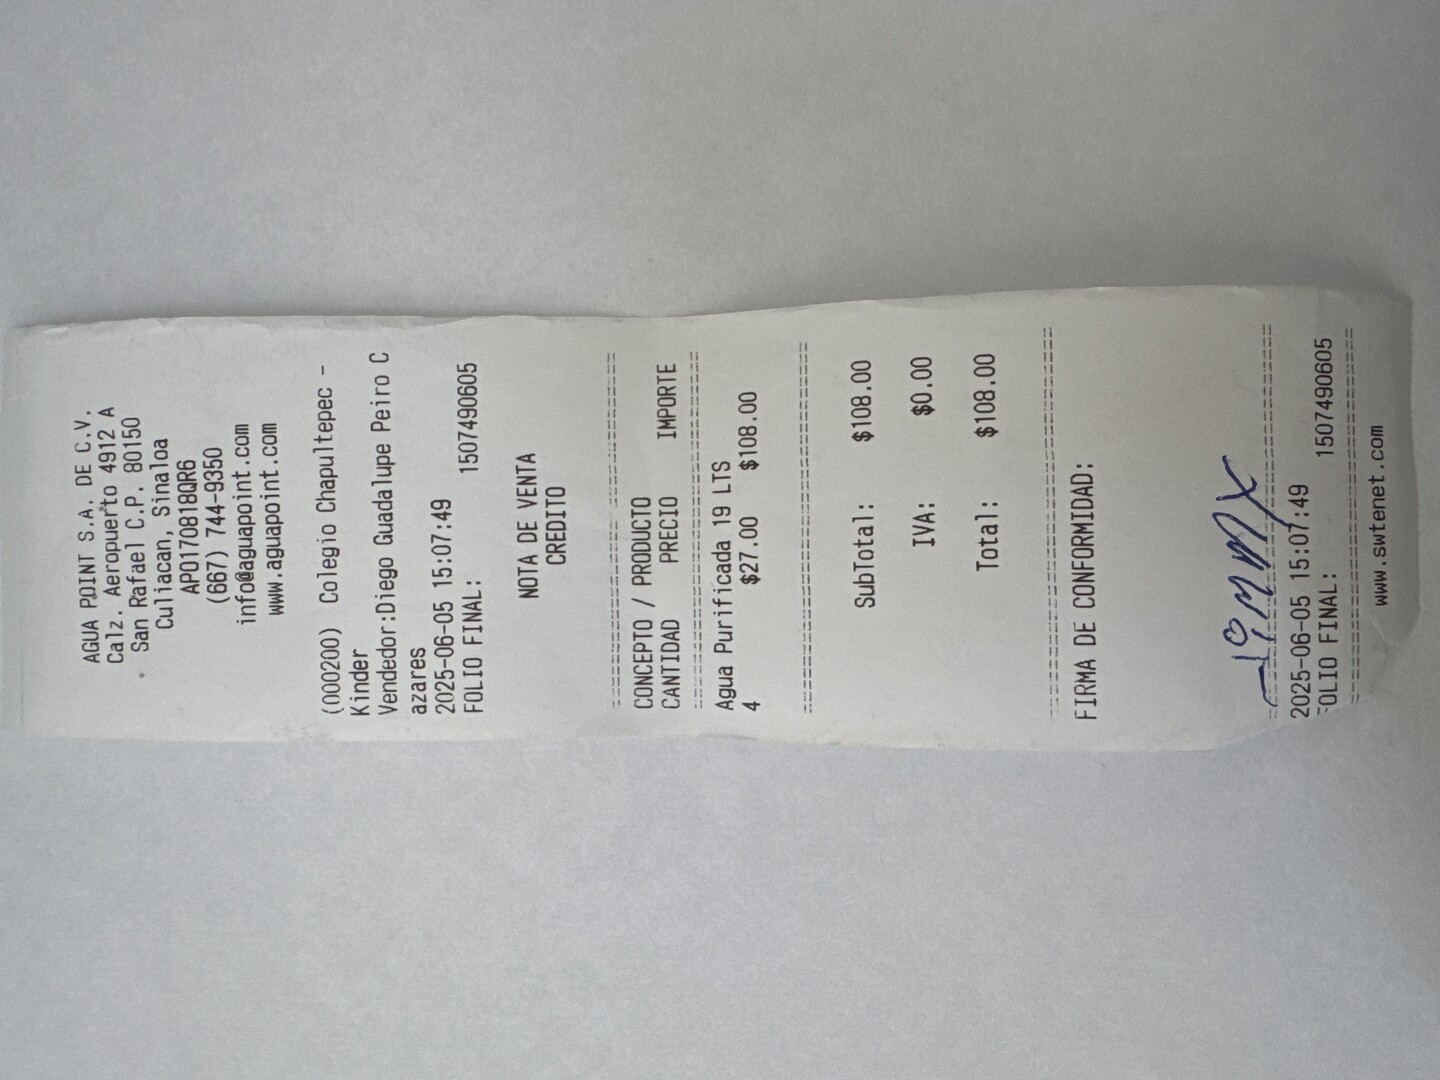 AGUA POINT S.A. DE C.V.
Calz. Aeropuerto 4912 A
San Rafael C.P. 80150
Culiacan, Sinaloa
APO170818QR6
(667) 744-9350
info@aguapoint.com
www.aguapoint.com
(000200) Colegio Chapultepec -
Kinder
Vendedor:Diego Guadalupe Peiro C
azares
2025-06-05 15:07:49
FOLIO FINAL: 1507490605
NOTA DE VENTA
CREDITO
CONCEPTO / PRODUCTO
CANTIDAD PRECIO IMPORTE
Agua Purificada 19 LTS
4 $27.00 $108.00
SubTotal: $108.00
IVA: $0.00
Total: $108.00
FIRMA DE CONFORMIDAD:
2025-06-05 15:07:49
FOLIO FINAL: 1507490605
www.swtenet.com